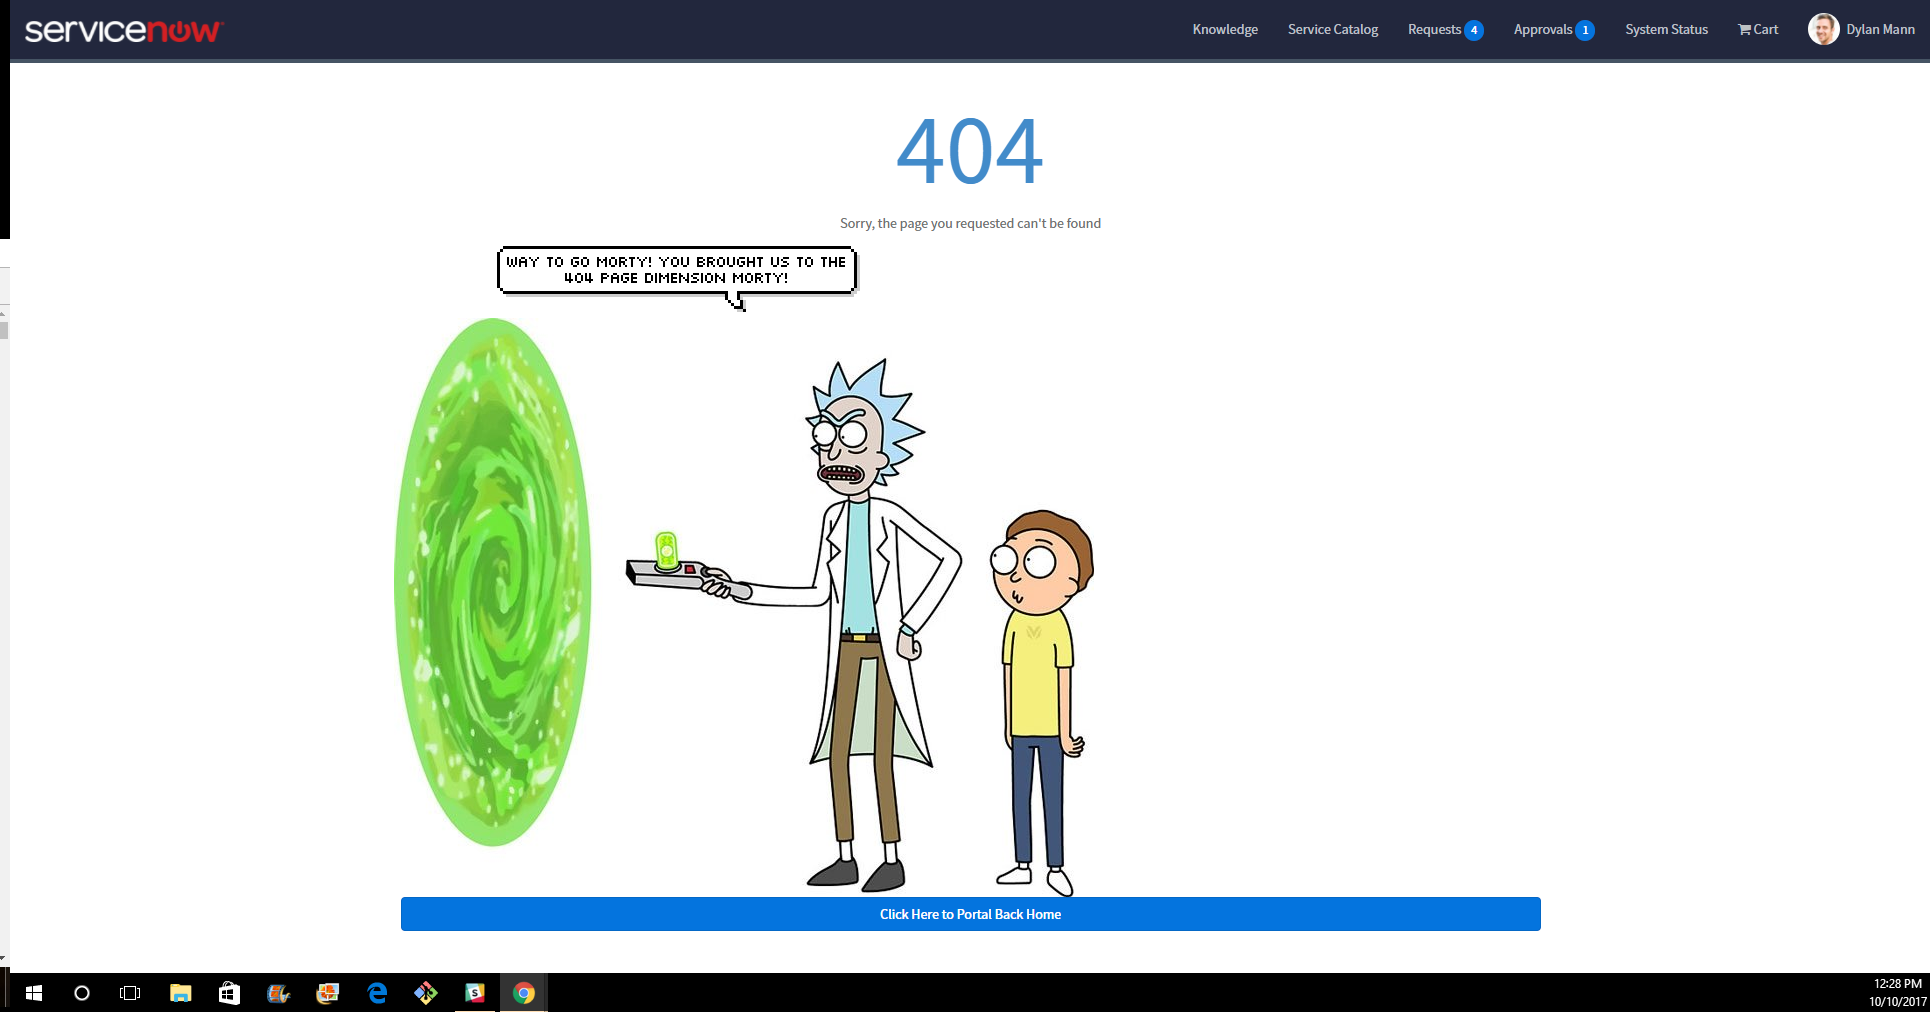 servicenow
Knowledge
Service Catalog
Requests 4
Approvals 1
System Status
Cart
Dylan Mann
404
Sorry, the page you requested can't be found
WAY TO GO MORTY! YOU BROUGHT US TO THE
404 PAGE DIMENSION MORTY!
Click Here to Portal Back Home
12:28 PM
10/10/2017